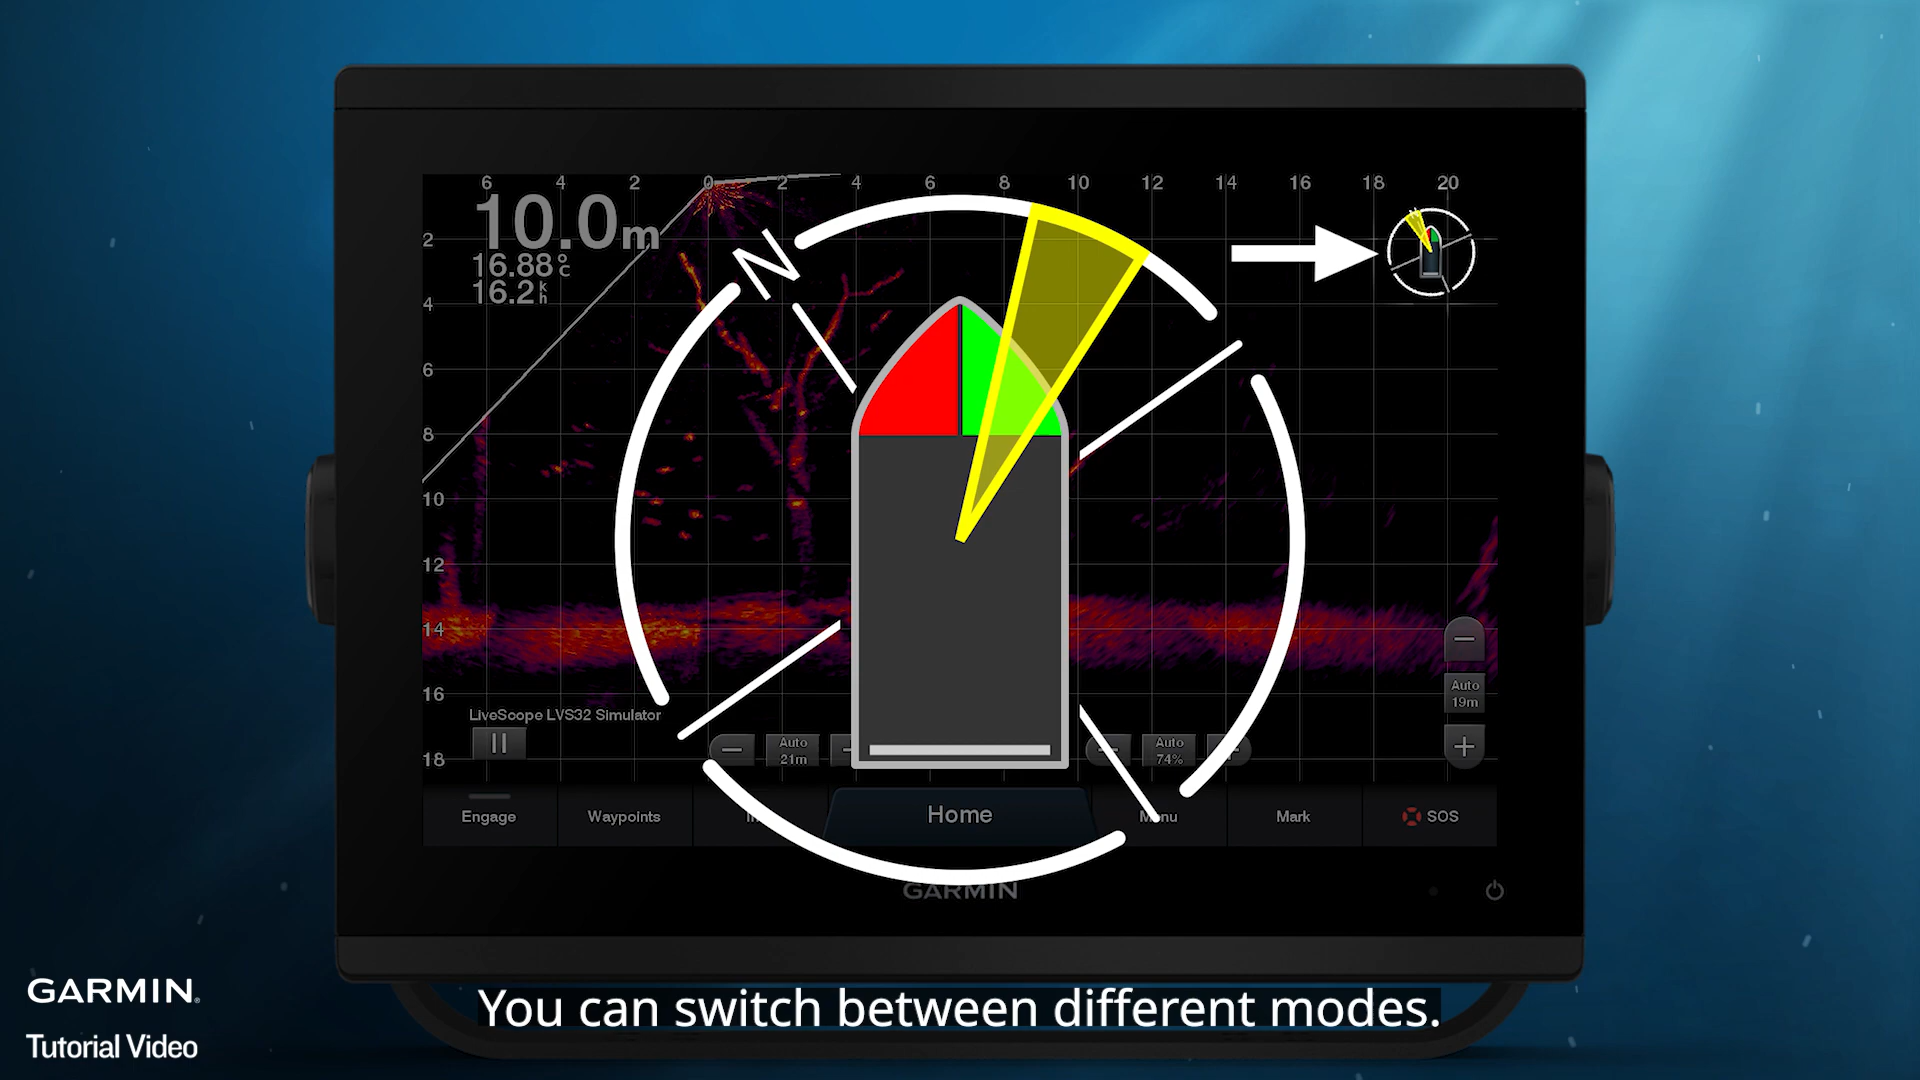 6 4 2 0 2 4 6 8 10 12 14 16 18 20
10.0m
16.88°C
16.2 k/h
2
4
6
8
10
12
14
16
18
N
LiveScope LVS32 Simulator
Auto
21m
Auto
74%
Auto
19m
Engage
Waypoints
Home
Menu
Mark
SOS
GARMIN
GARMIN
Tutorial Video
You can switch between different modes.